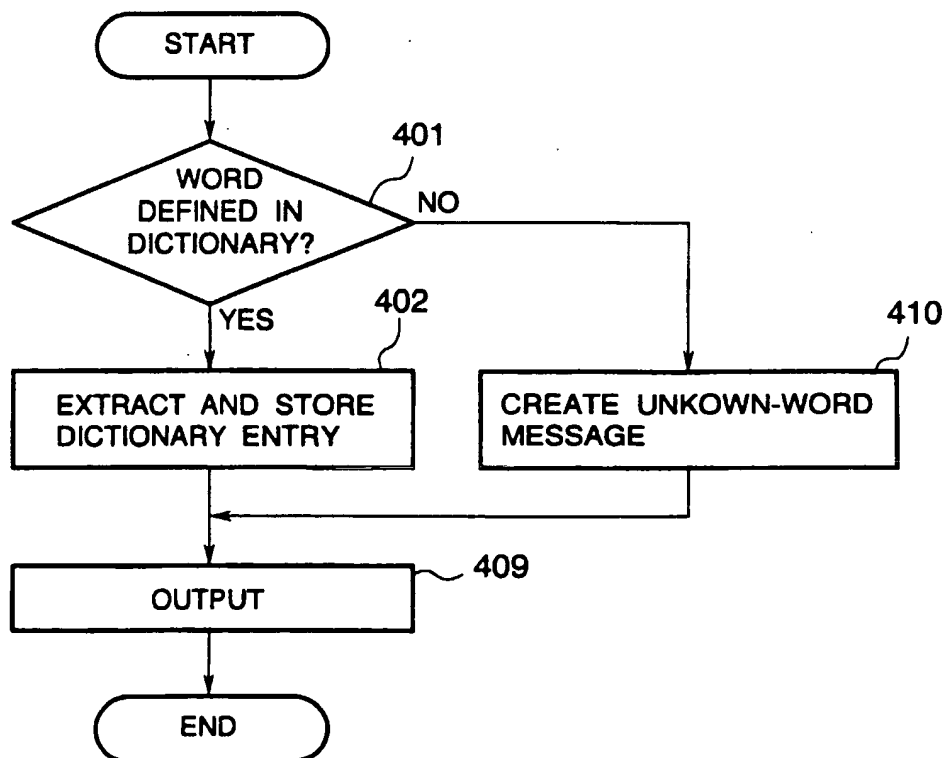 START
401
WORD
DEFINED IN
DICTIONARY?
NO
YES
402
410
EXTRACT AND STORE
DICTIONARY ENTRY
CREATE UNKOWN-WORD
MESSAGE
409
OUTPUT
END